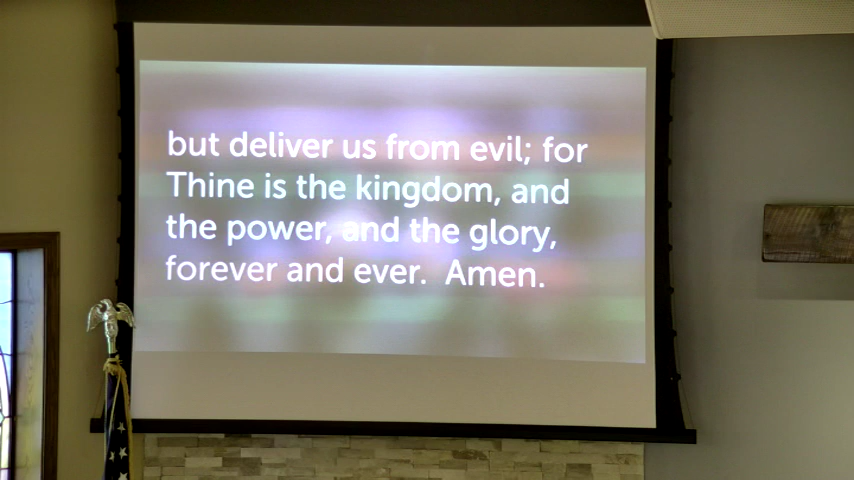 but deliver us from evil; for
Thine is the kingdom, and
the power, and the glory,
forever and ever.  Amen.